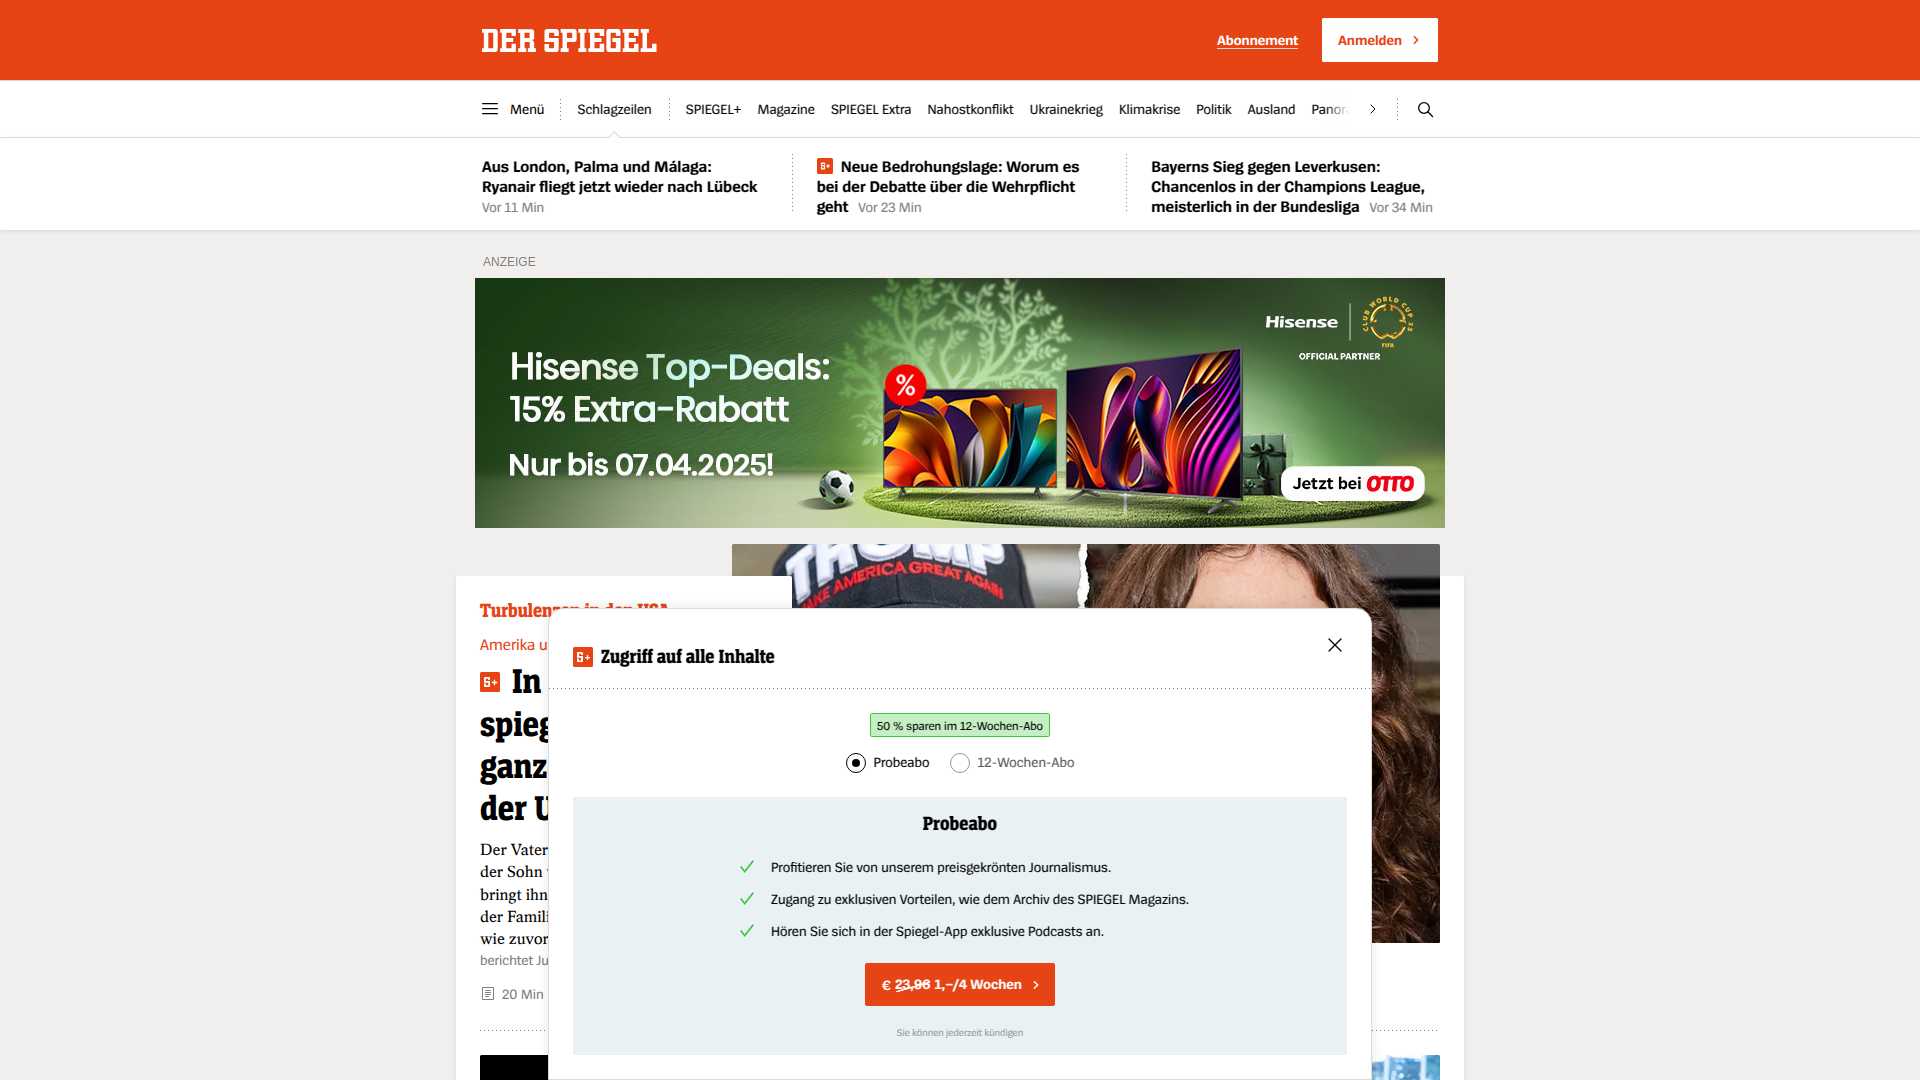 DER SPIEGEL
Abonnement
Anmelden
Menü
Schlagzeilen
SPIEGEL+
Magazine
SPIEGEL Extra
Nahostkonflikt
Ukrainekrieg
Klimakrise
Politik
Ausland
Aus London, Palma und Málaga:
Ryanair fliegt jetzt wieder nach Lübeck
Vor 11 Min
S+ Neue Bedrohungslage: Worum es
bei der Debatte über die Wehrpflicht
geht Vor 23 Min
Bayerns Sieg gegen Leverkusen:
Chancenlos in der Champions League,
meisterlich in der Bundesliga Vor 34 Min
ANZEIGE
Hisense Top-Deals:
15% Extra-Rabatt
Nur bis 07.04.2025!
%
Hisense
CLUB WORLD CUP 25
FIFA
OFFICIAL PARTNER
Jetzt bei OTTO
TRUMP
MAKE AMERICA GREAT AGAIN
Turbulenzen in den USA
Amerika u
S+ In
spieg
ganz
der U
Der Vater
der Sohn
bringt ihn
der Famili
wie zuvor
berichtet Ju
20 Min
S+ Zugriff auf alle Inhalte
50 % sparen im 12-Wochen-Abo
Probeabo
12-Wochen-Abo
Probeabo
Profitieren Sie von unserem preisgekrönten Journalismus.
Zugang zu exklusiven Vorteilen, wie dem Archiv des SPIEGEL Magazins.
Hören Sie sich in der Spiegel-App exklusive Podcasts an.
€ 23,96 1,–/4 Wochen
Sie können jederzeit kündigen